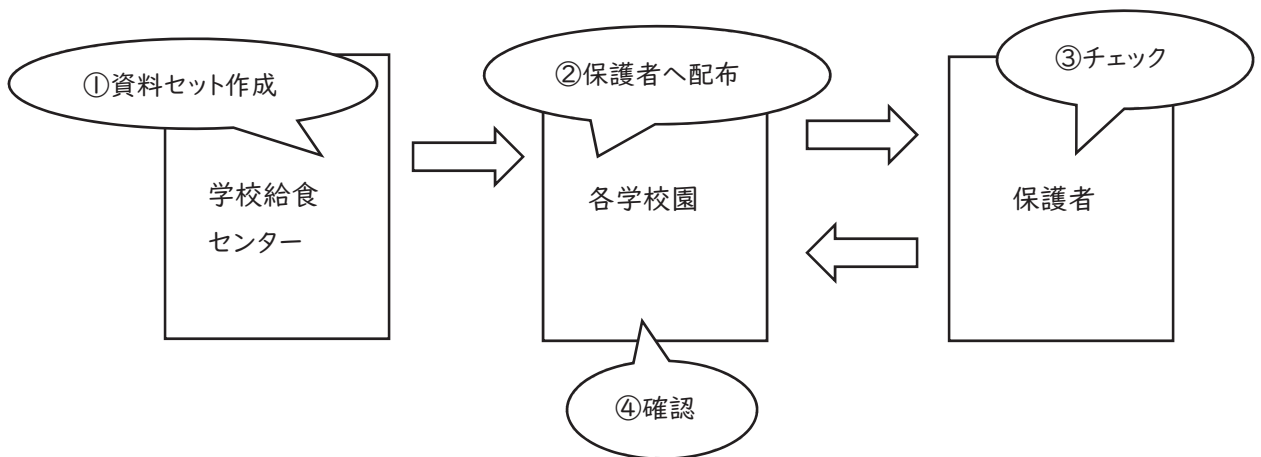 ①資料セット作成
②保護者へ配布
③チェック
学校給食
センター
各学校園
保護者
④確認